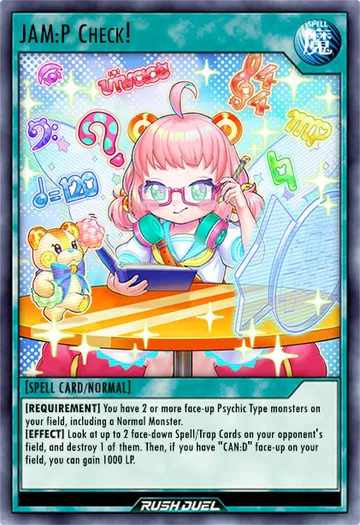 JAM:P CHECK!
SPELL
魔
♩=120
[SPELL CARD/NORMAL]
[REQUIREMENT] You have 2 or more face-up Psychic Type monsters
on your field, including a Normal Monster.
[EFFECT] Look at up to 2 face-down Spell/Trap Cards on your opponent's
field, and destroy 1 of them. Then, if you have "CAN:D" face-up on
your field, you can gain 1000 LP.
RUSH DUEL